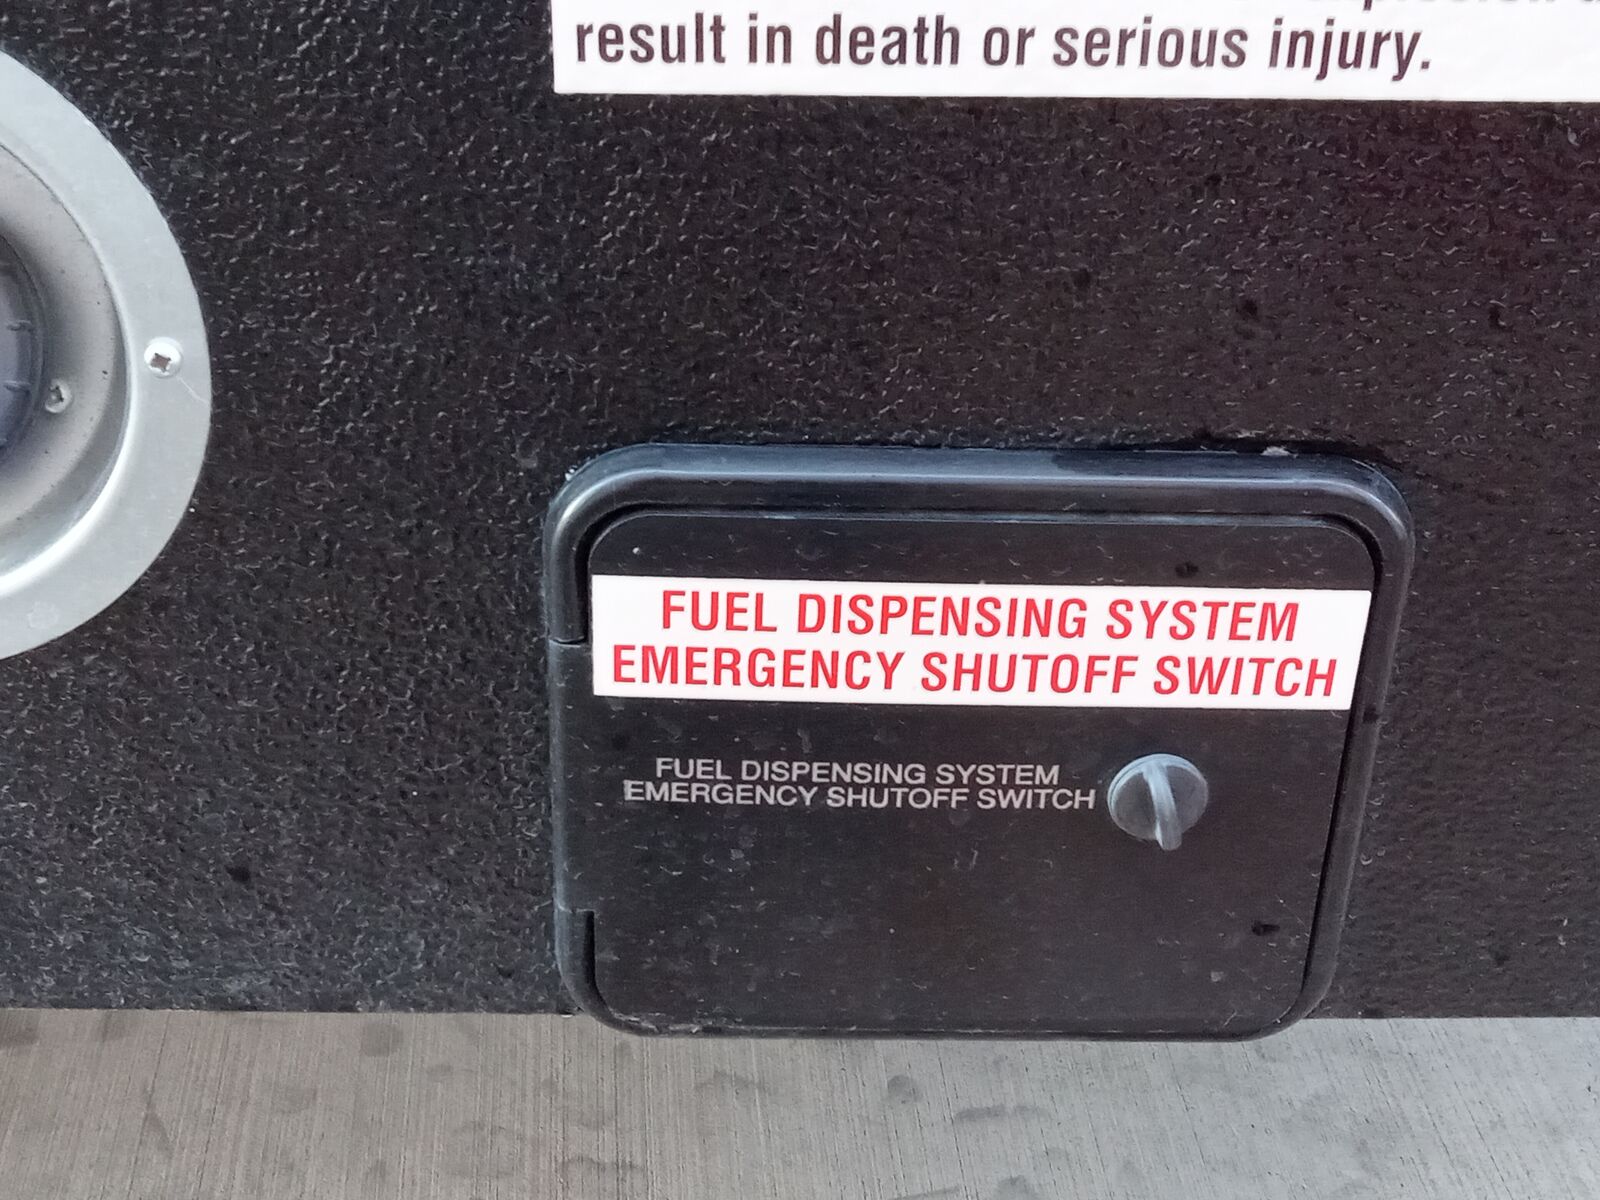 result in death or serious injury.
FUEL DISPENSING SYSTEM
EMERGENCY SHUTOFF SWITCH
FUEL DISPENSING SYSTEM
EMERGENCY SHUTOFF SWITCH